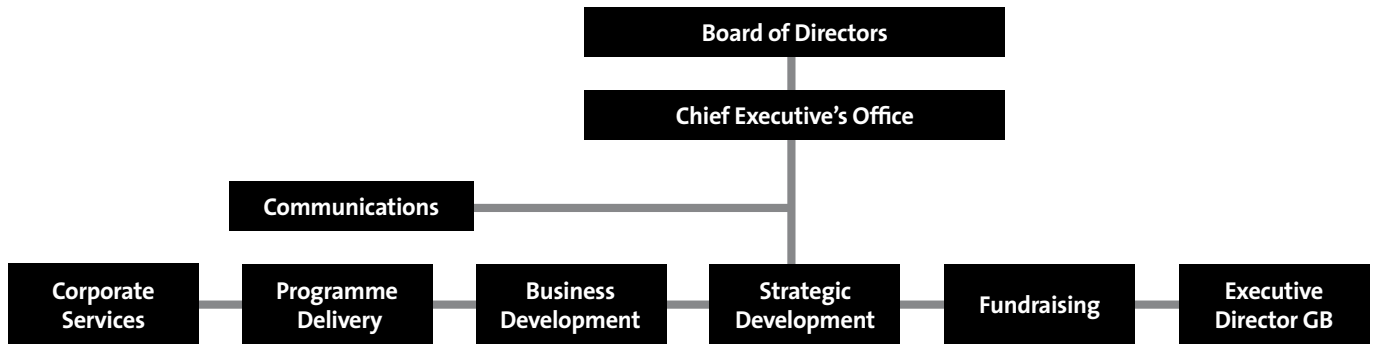 Board of Directors
Chief Executive's Office
Communications
Corporate
Services
Programme
Delivery
Business
Development
Strategic
Development
Fundraising
Executive
Director GB